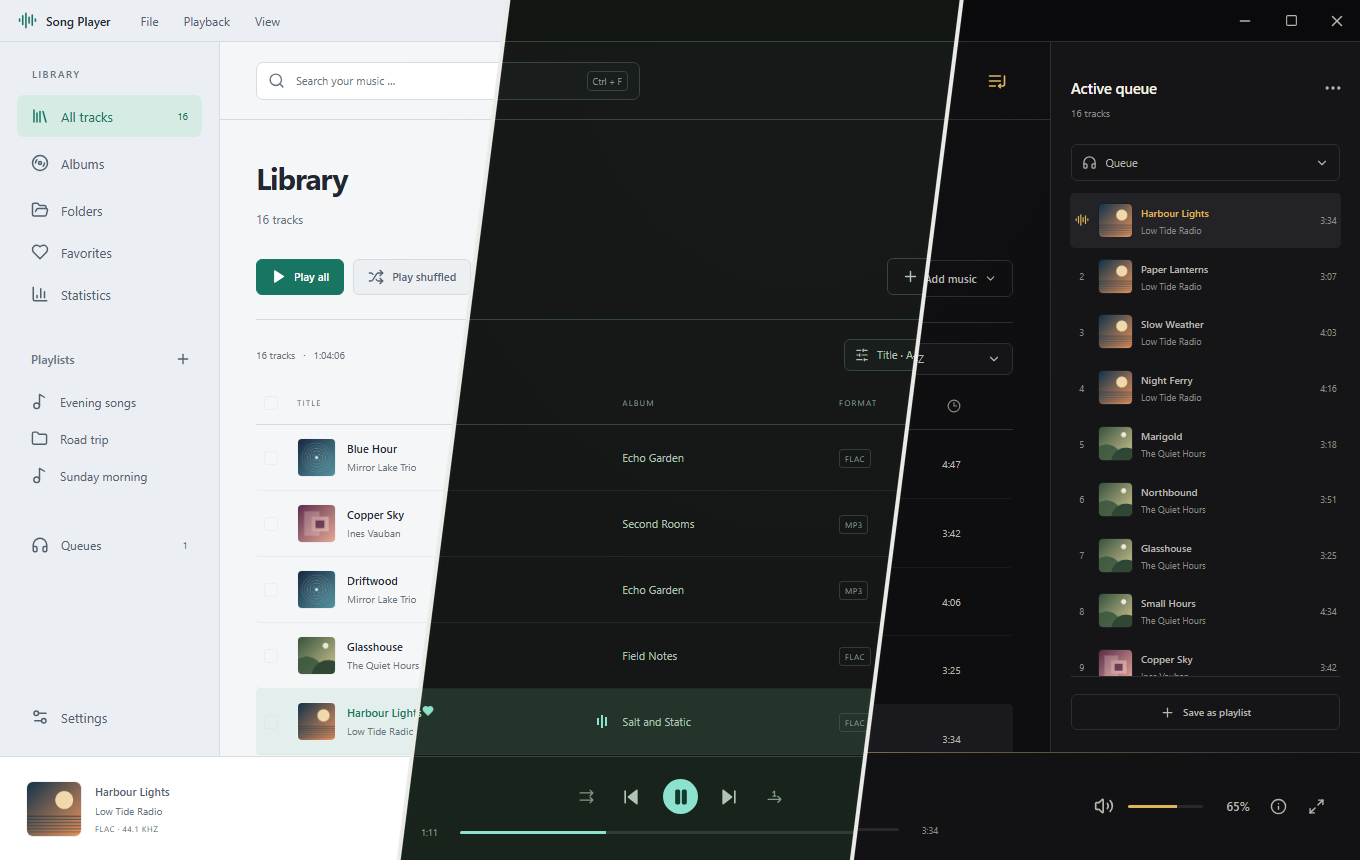 Song Player File Playback View
LIBRARY
All tracks 16
Albums
Folders
Favorites
Statistics
Playlists
Evening songs
Road trip
Sunday morning
Queues 1
Settings
Search your music ... Ctrl + F
Library
16 tracks
Play all Play shuffled Add music
16 tracks · 1:04:06 Title · A-Z
TITLE ALBUM FORMAT
Blue Hour
Mirror Lake Trio
Echo Garden FLAC 4:47
Copper Sky
Ines Vauban
Second Rooms MP3 3:42
Driftwood
Mirror Lake Trio
Echo Garden MP3 4:06
Glasshouse
The Quiet Hours
Field Notes FLAC 3:25
Harbour Lights
Low Tide Radio
Salt and Static FLAC 3:34
Active queue
16 tracks
Queue
Harbour Lights
Low Tide Radio
3:34
2 Paper Lanterns
Low Tide Radio
3:07
3 Slow Weather
Low Tide Radio
4:03
4 Night Ferry
Low Tide Radio
4:16
5 Marigold
The Quiet Hours
3:18
6 Northbound
The Quiet Hours
3:51
7 Glasshouse
The Quiet Hours
3:25
8 Small Hours
The Quiet Hours
4:34
9 Copper Sky
Ines Vauban
3:42
Save as playlist
Harbour Lights
Low Tide Radio
FLAC · 44.1 KHZ
1
1:11 3:34
65%